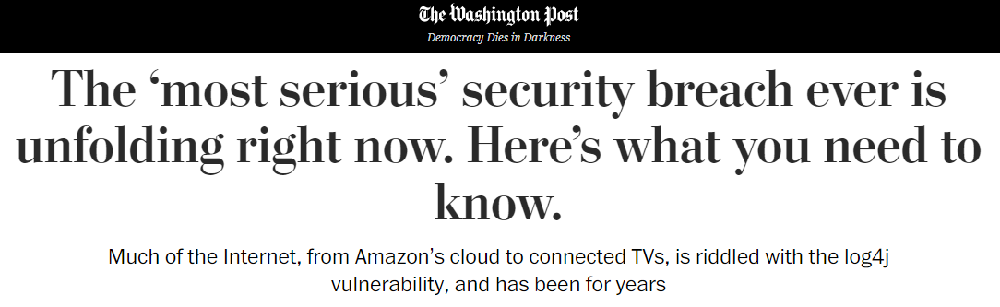 The Washington Post
Democracy Dies in Darkness
The ‘most serious’ security breach ever is
unfolding right now. Here’s what you need to
know.
Much of the Internet, from Amazon’s cloud to connected TVs, is riddled with the log4j
vulnerability, and has been for years